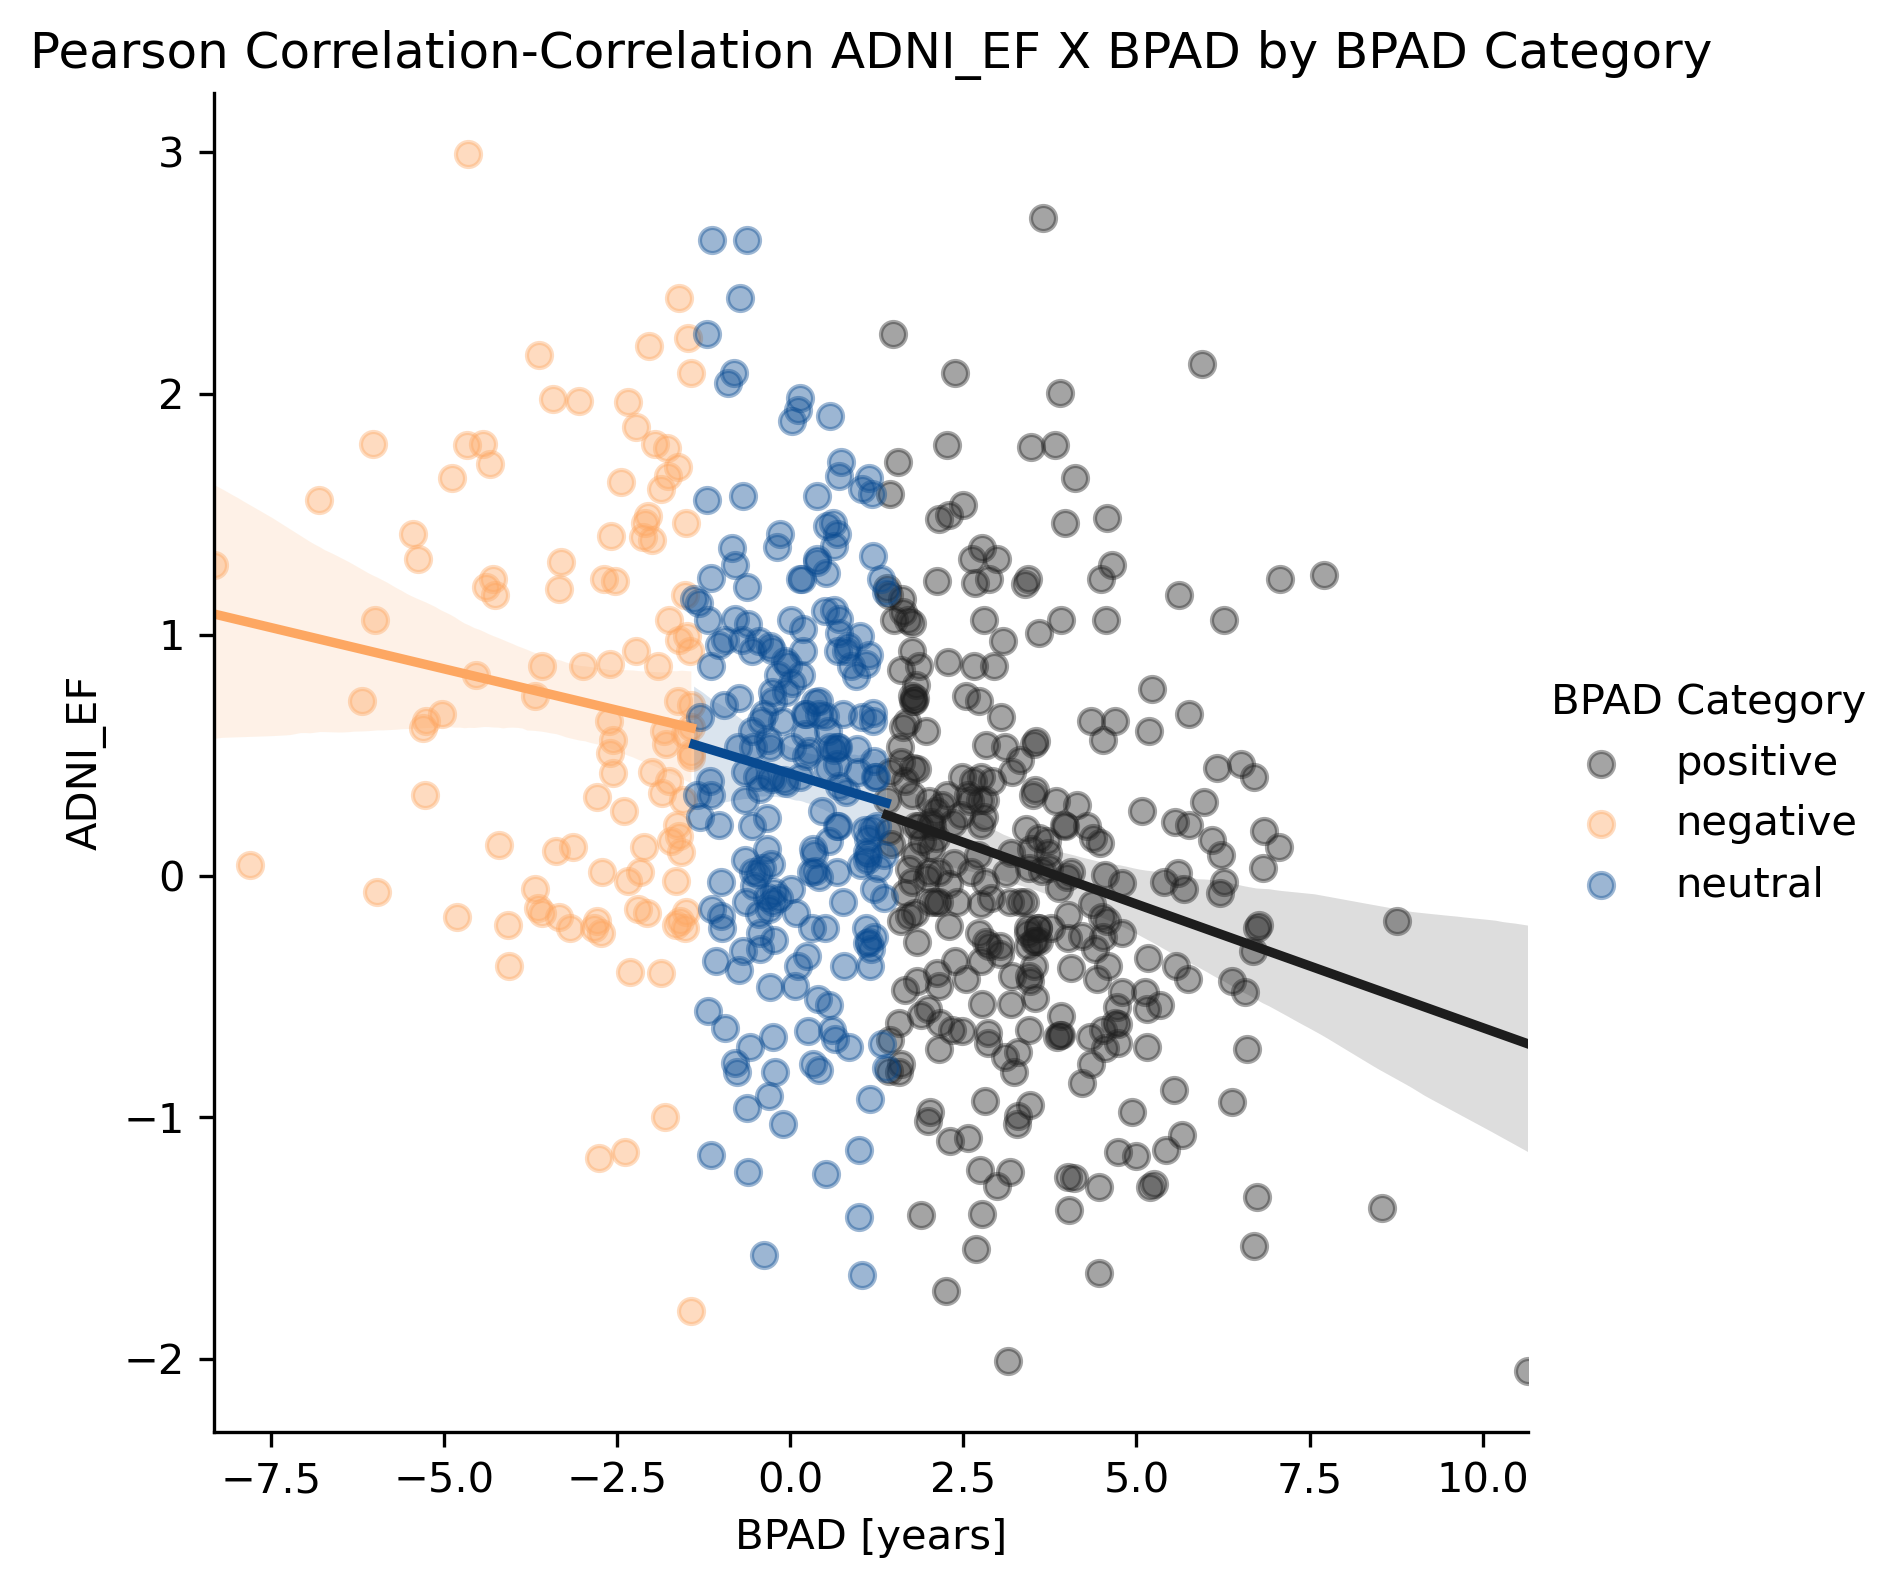 Pearson Correlation-Correlation ADNI_EF X BPAD by BPAD Category
3
2
1
0
−1
−2
ADNI_EF
−7.5 −5.0 −2.5 0.0 2.5 5.0 7.5 10.0
BPAD [years]
BPAD Category
positive
negative
neutral